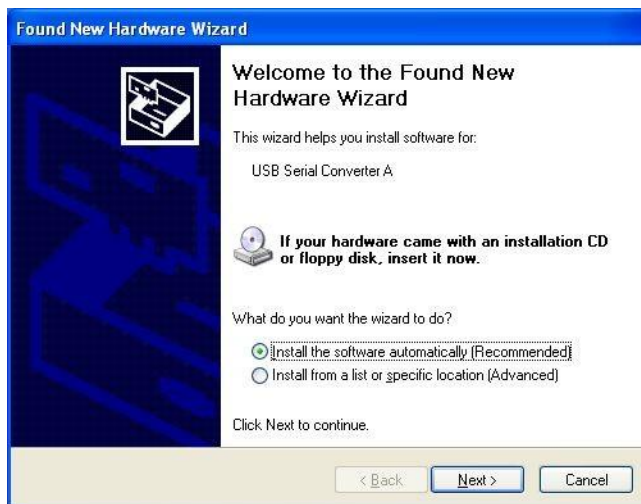 Found New Hardware Wizard
Welcome to the Found New
Hardware Wizard
This wizard helps you install software for:
USB Serial Converter A
If your hardware came with an installation CD
or floppy disk, insert it now.
What do you want the wizard to do?
Install the software automatically (Recommended)
Install from a list or specific location (Advanced)
Click Next to continue.
< Back Next > Cancel